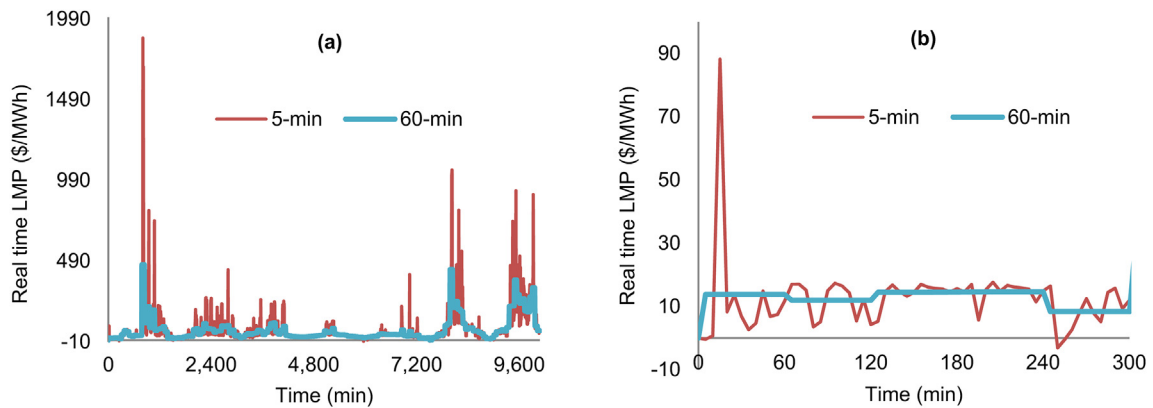 (a)
Real time LMP ($/MWh)
1990
1490
990
490
-10
5-min
60-min
0
2,400
4,800
7,200
9,600
Time (min)
(b)
Real time LMP ($/MWh)
90
70
50
30
10
-10
5-min
60-min
0
60
120
180
240
300
Time (min)